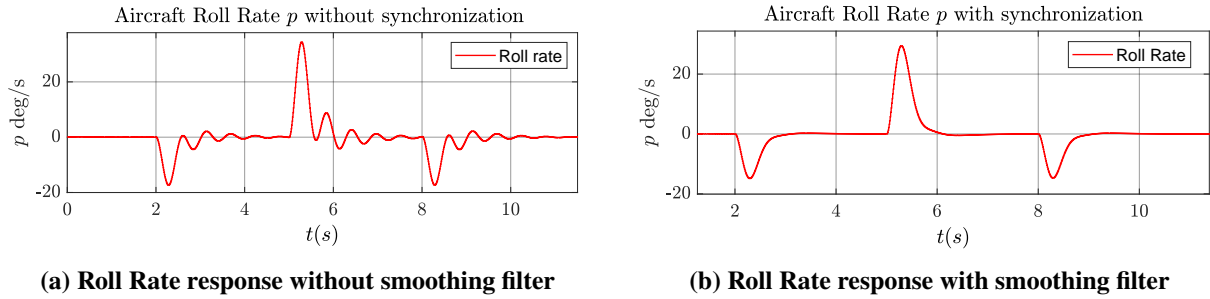 Aircraft Roll Rate p without synchronization
Roll rate
20
0
-20
p deg/s
0 2 4 6 8 10
t(s)
(a) Roll Rate response without smoothing filter
Aircraft Roll Rate p with synchronization
Roll Rate
20
0
-20
p deg/s
2 4 6 8 10
t(s)
(b) Roll Rate response with smoothing filter